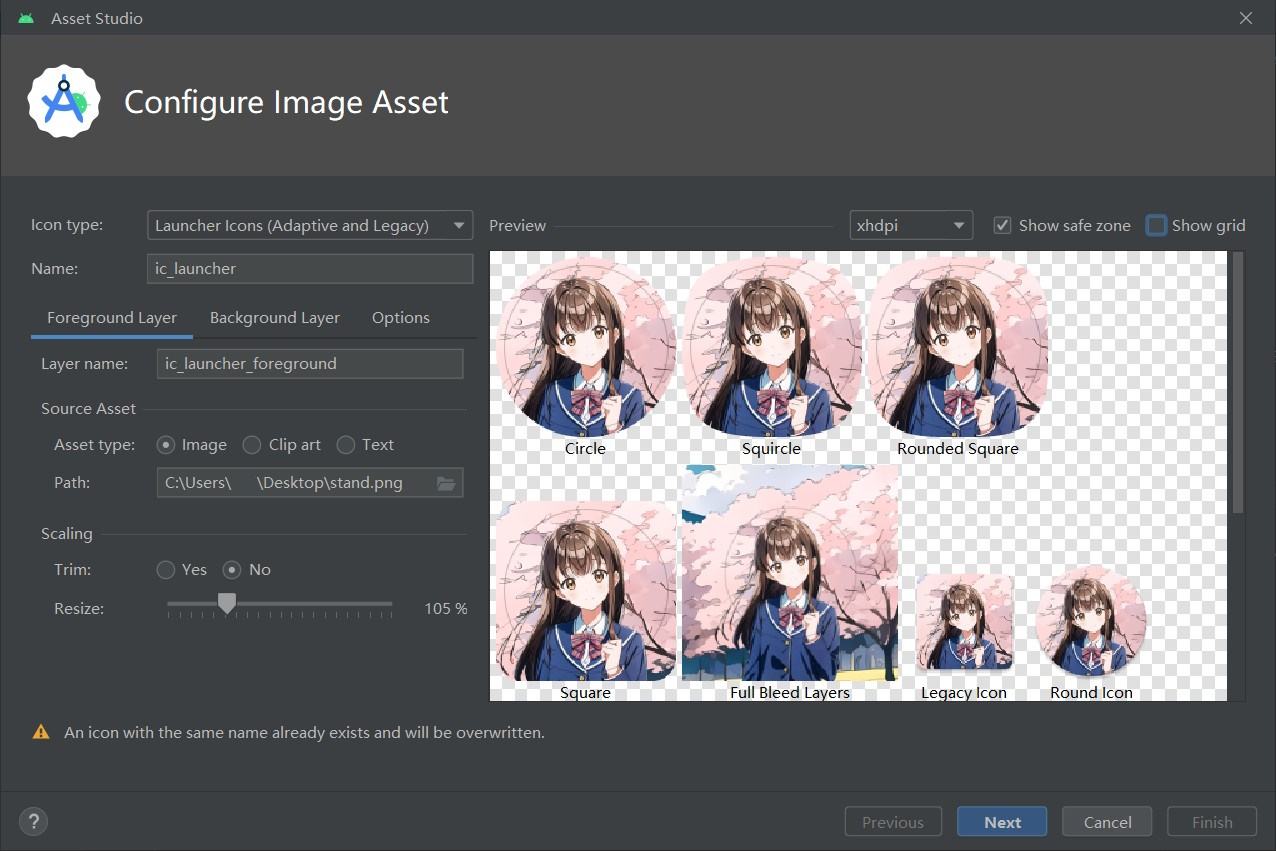 Asset Studio
Configure Image Asset
Icon type: Launcher Icons (Adaptive and Legacy)
Name: ic_launcher
Foreground Layer Background Layer Options
Layer name: ic_launcher_foreground
Source Asset
Asset type: Image Clip art Text
Path: C:\Users\ \Desktop\stand.png
Scaling
Trim: Yes No
Resize: 105 %
Preview xhdpi Show safe zone Show grid
Circle Squircle Rounded Square
Square Full Bleed Layers Legacy Icon Round Icon
An icon with the same name already exists and will be overwritten.
? Previous Next Cancel Finish